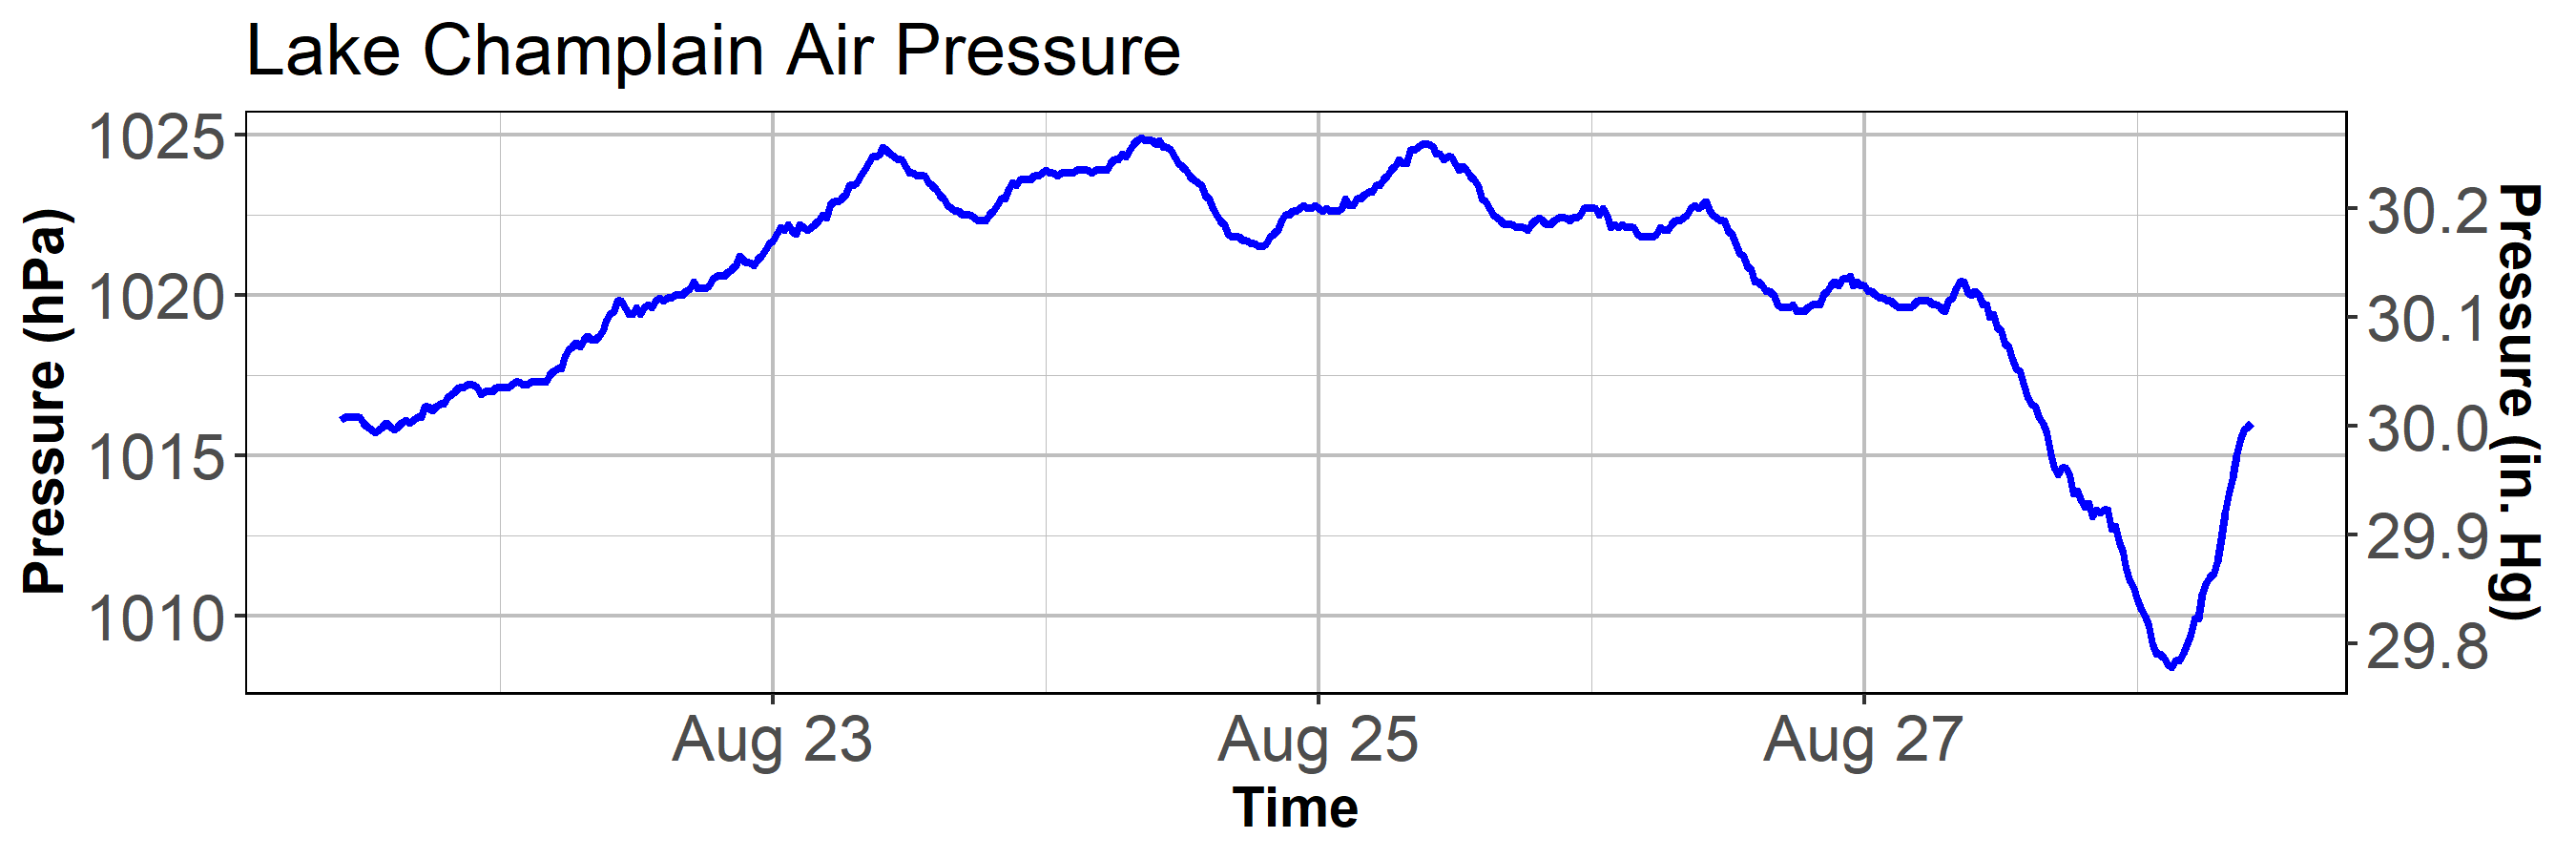 Lake Champlain Air Pressure
Pressure (hPa)
1025
1020
1015
1010
30.2
30.1
30.0
29.9
29.8
Pressure (in. Hg)
Aug 23
Aug 25
Aug 27
Time